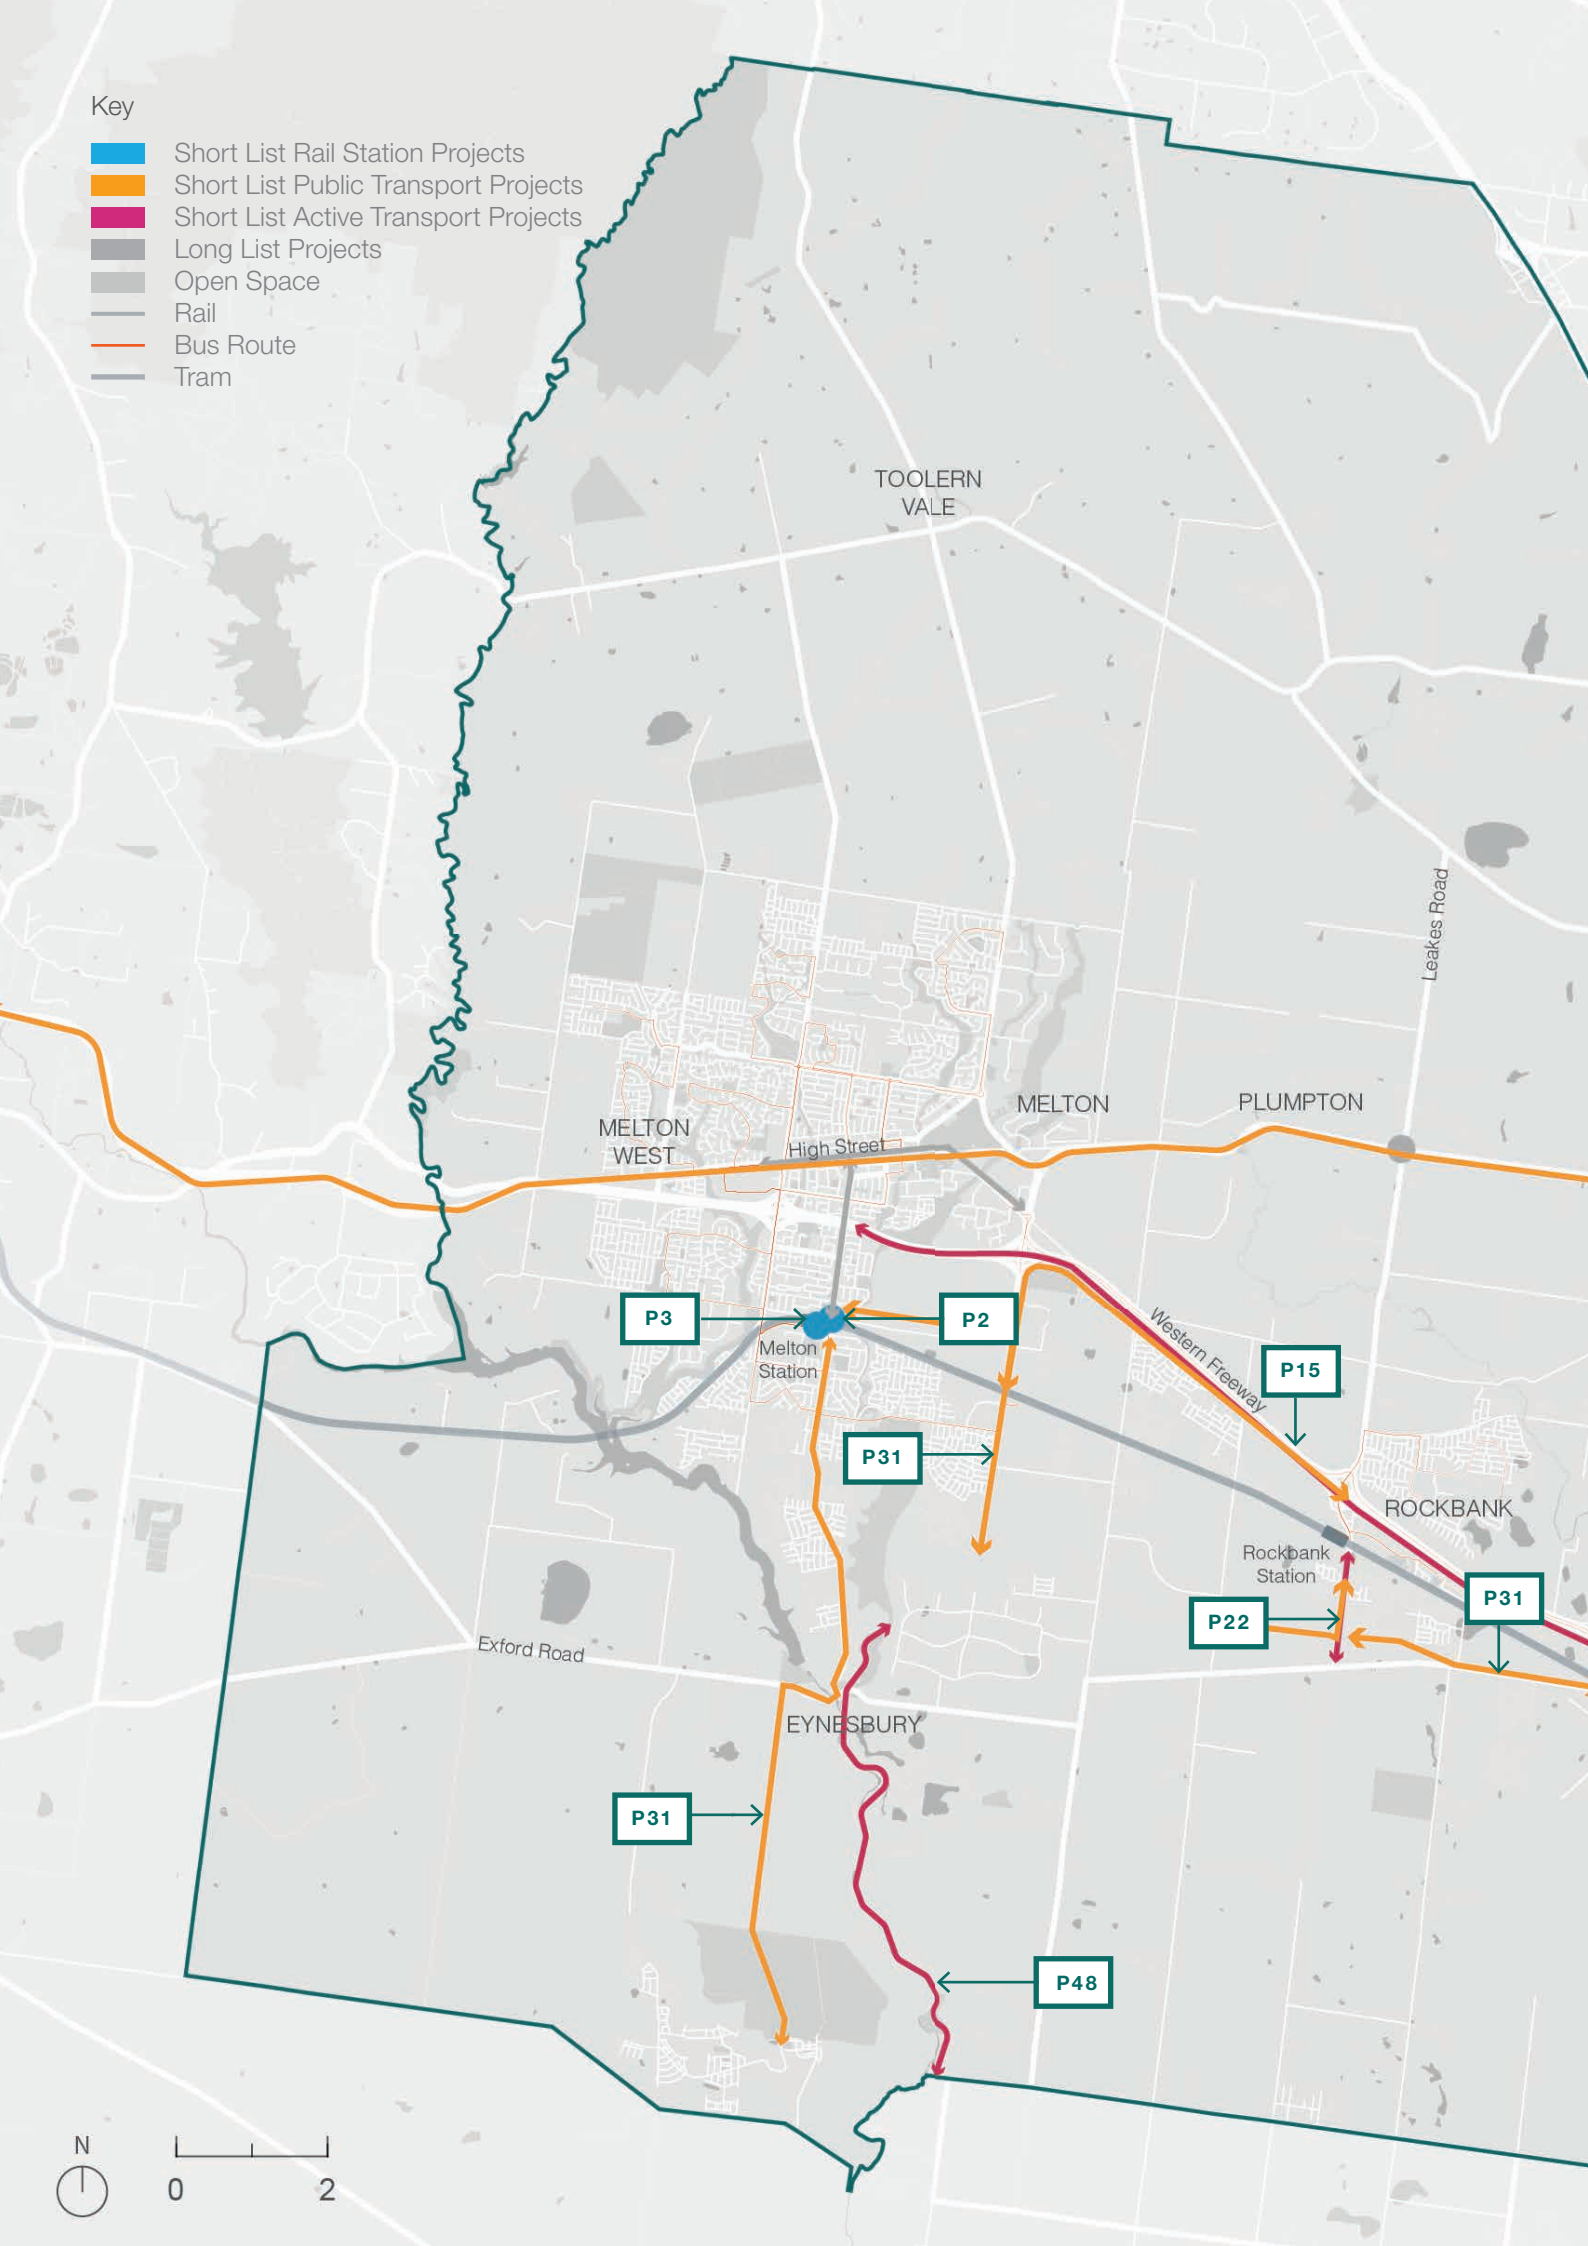 Key
Short List Rail Station Projects
Short List Public Transport Projects
Short List Active Transport Projects
Long List Projects
Open Space
Rail
Bus Route
Tram
TOOLERN
VALE
Leakes Road
MELTON
PLUMPTON
MELTON
WEST
High Street
P3
P2
Melton
Station
Western Freeway
P15
P31
ROCKBANK
Rockbank
Station
P31
P22
Exford Road
EYNESBURY
P31
P48
N
0
2